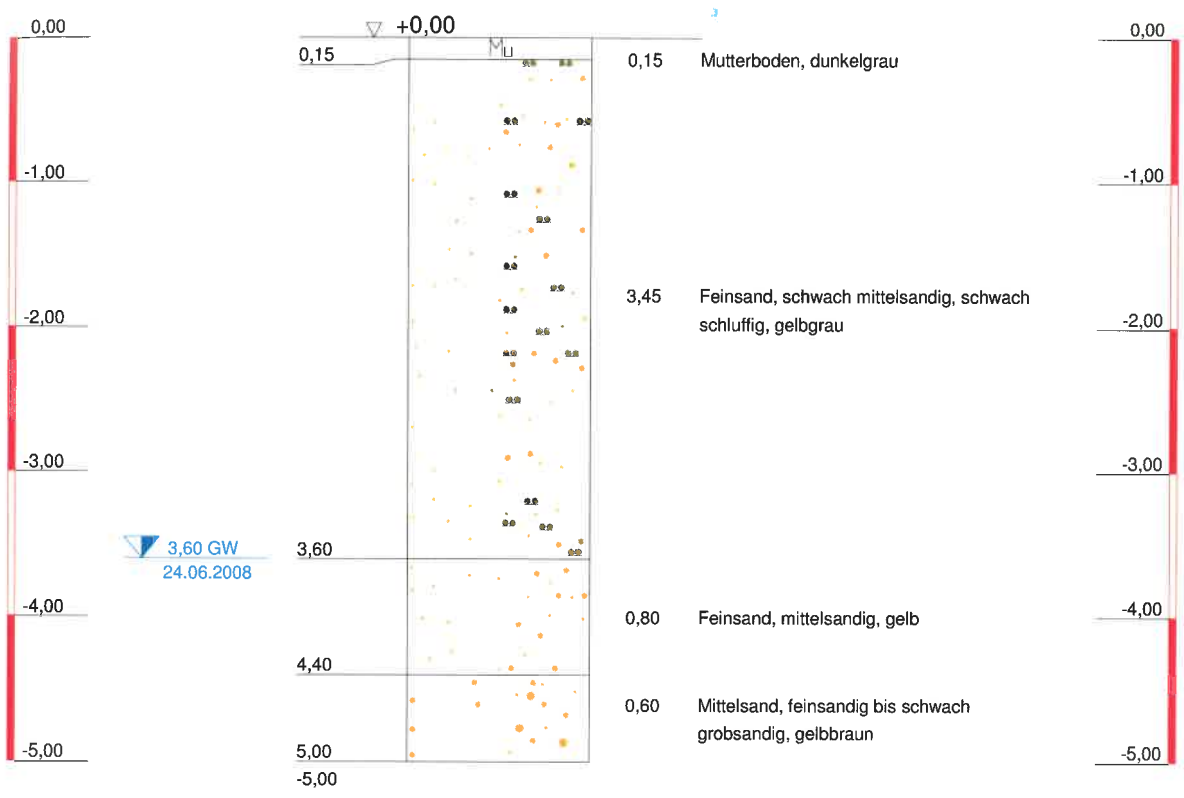 0,00
+0,00
0,00
0,15
Mu
0,15 Mutterboden, dunkelgrau
-1,00
-1,00
3,45 Feinsand, schwach mittelsandig, schwach
schluffig, gelbgrau
-2,00
-2,00
-3,00
-3,00
3,60 GW
24.06.2008
3,60
-4,00
0,80 Feinsand, mittelsandig, gelb
-4,00
4,40
0,60 Mittelsand, feinsandig bis schwach
grobsandig, gelbbraun
-5,00
5,00
-5,00
-5,00